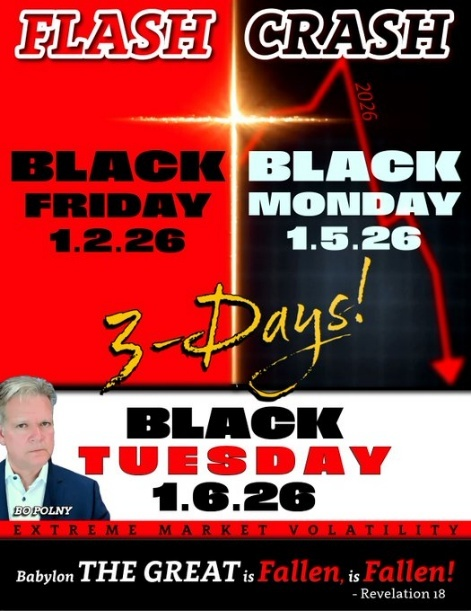 FLASH CRASH
2026
BLACK
FRIDAY
1.2.26
BLACK
MONDAY
1.5.26
3-Days!
BLACK
TUESDAY
1.6.26
BO POLNY
EXTREME MARKET VOLATILITY
Babylon THE GREAT is Fallen, is Fallen!
- Revelation 18